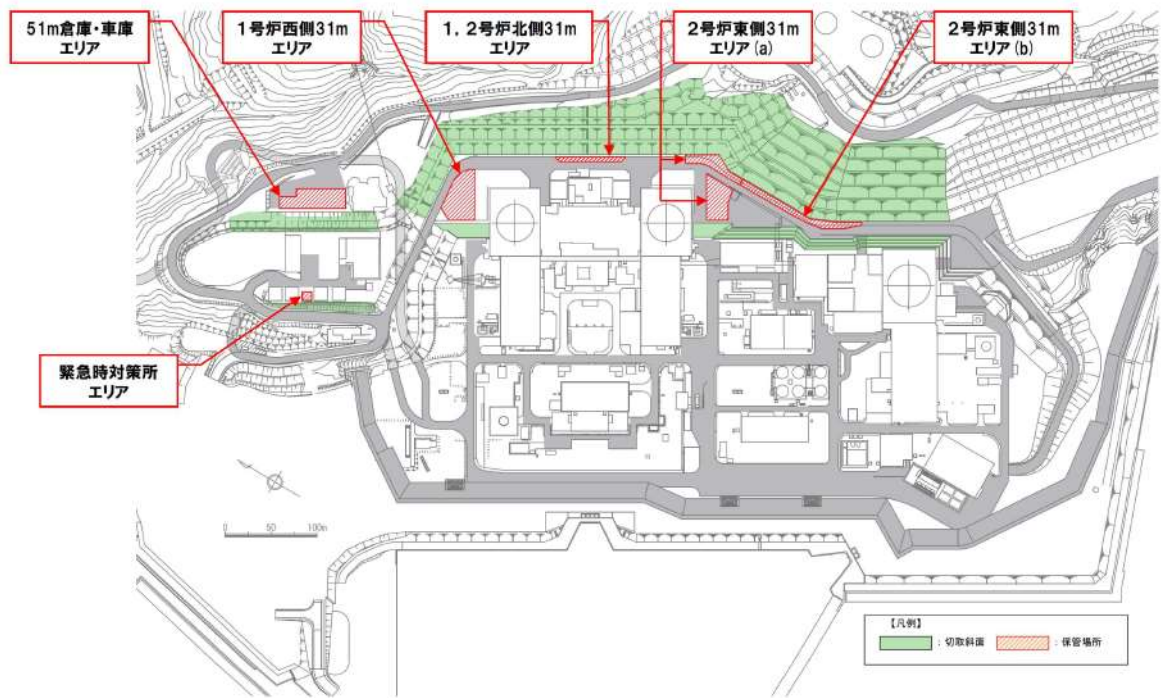 51m倉庫・車庫
エリア
1号炉西側31m
エリア
1，2号炉北側31m
エリア
2号炉東側31m
エリア(a)
2号炉東側31m
エリア(b)
緊急時対策所
エリア
0 50 100m
【凡例】
：切取斜面
：保管場所